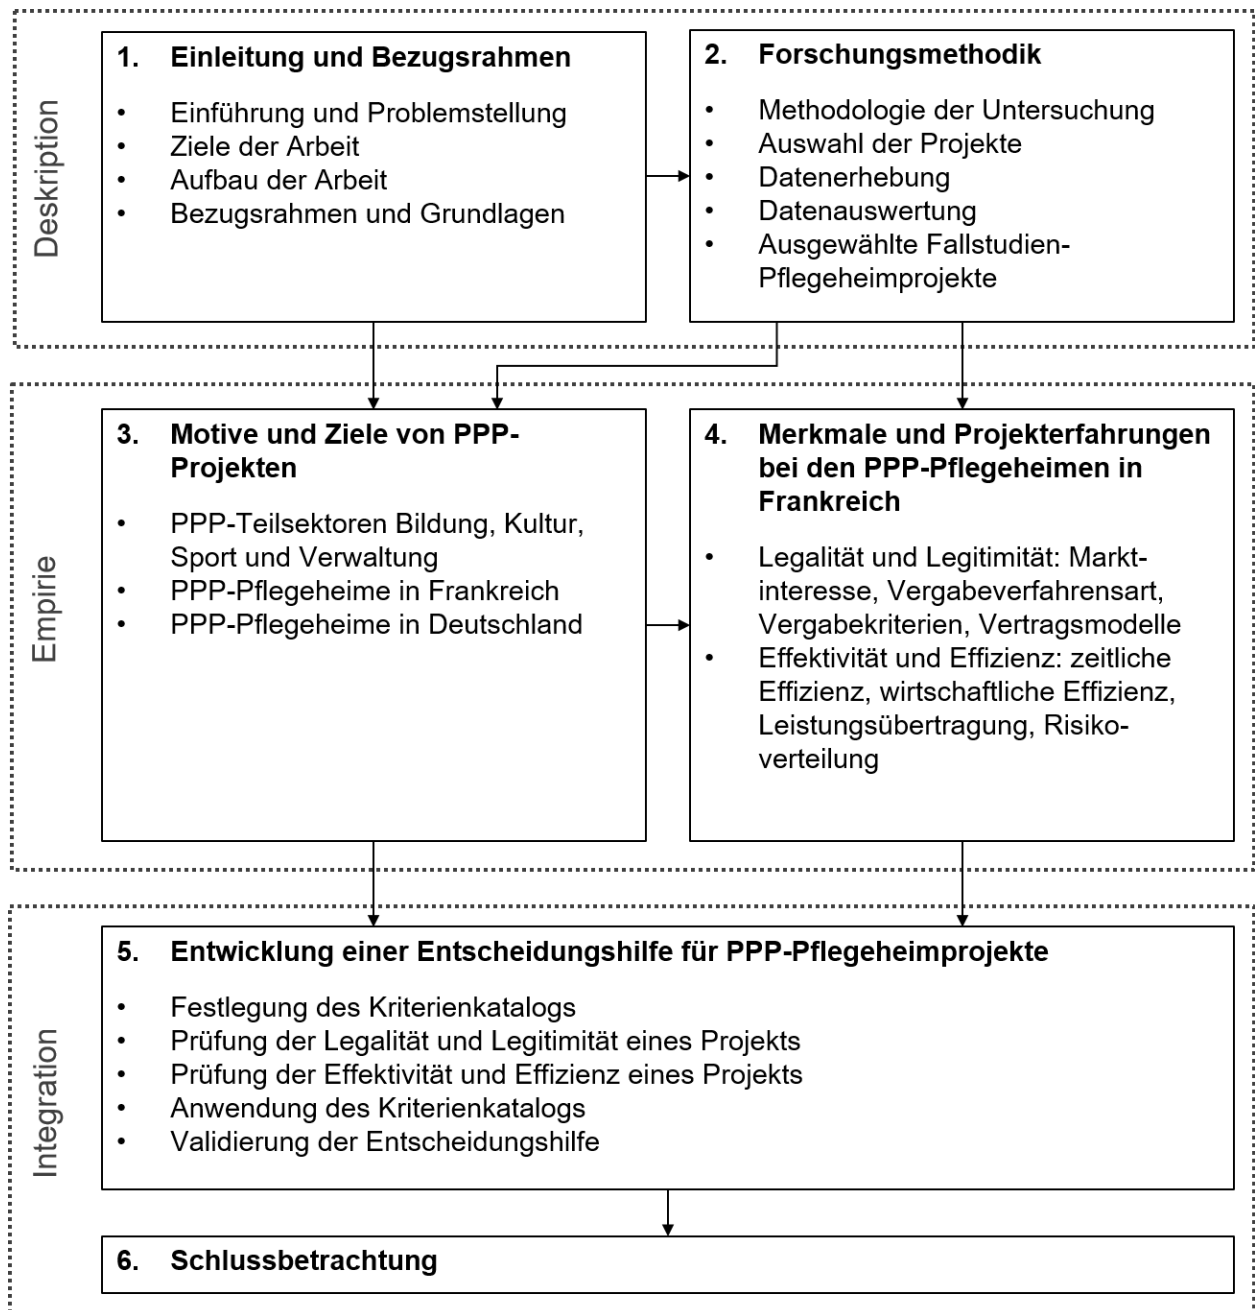 Deskription
1. Einleitung und Bezugsrahmen
• Einführung und Problemstellung
• Ziele der Arbeit
• Aufbau der Arbeit
• Bezugsrahmen und Grundlagen
2. Forschungsmethodik
• Methodologie der Untersuchung
• Auswahl der Projekte
• Datenerhebung
• Datenauswertung
• Ausgewählte Fallstudien-
Pflegeheimprojekte
Empirie
3. Motive und Ziele von PPP-
Projekten
• PPP-Teilsektoren Bildung, Kultur,
Sport und Verwaltung
• PPP-Pflegeheime in Frankreich
• PPP-Pflegeheime in Deutschland
4. Merkmale und Projekterfahrungen
bei den PPP-Pflegeheimen in
Frankreich
• Legalität und Legitimität: Markt-
interesse, Vergabeverfahrensart,
Vergabekriterien, Vertragsmodelle
• Effektivität und Effizienz: zeitliche
Effizienz, wirtschaftliche Effizienz,
Leistungsübertragung, Risiko-
verteilung
Integration
5. Entwicklung einer Entscheidungshilfe für PPP-Pflegeheimprojekte
• Festlegung des Kriterienkatalogs
• Prüfung der Legalität und Legitimität eines Projekts
• Prüfung der Effektivität und Effizienz eines Projekts
• Anwendung des Kriterienkatalogs
• Validierung der Entscheidungshilfe
6. Schlussbetrachtung